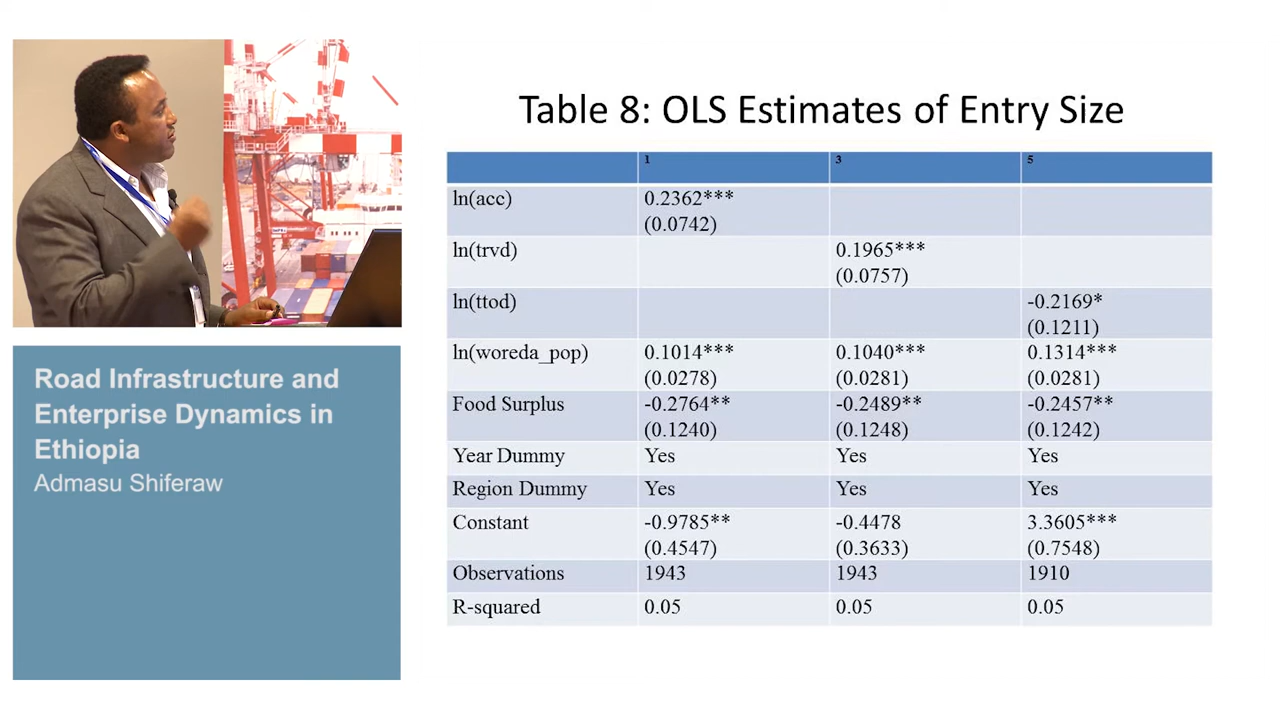 Table 8: OLS Estimates of Entry Size
1 3 5
ln(acc) 0.2362***
(0.0742)
ln(trvd) 0.1965***
(0.0757)
ln(ttod) -0.2169*
(0.1211)
ln(woreda_pop) 0.1014*** 0.1040*** 0.1314***
(0.0278) (0.0281) (0.0281)
Food Surplus -0.2764** -0.2489** -0.2457**
(0.1240) (0.1248) (0.1242)
Year Dummy Yes Yes Yes
Region Dummy Yes Yes Yes
Constant -0.9785** -0.4478 3.3605***
(0.4547) (0.3633) (0.7548)
Observations 1943 1943 1910
R-squared 0.05 0.05 0.05
Road Infrastructure and
Enterprise Dynamics in
Ethiopia
Admasu Shiferaw